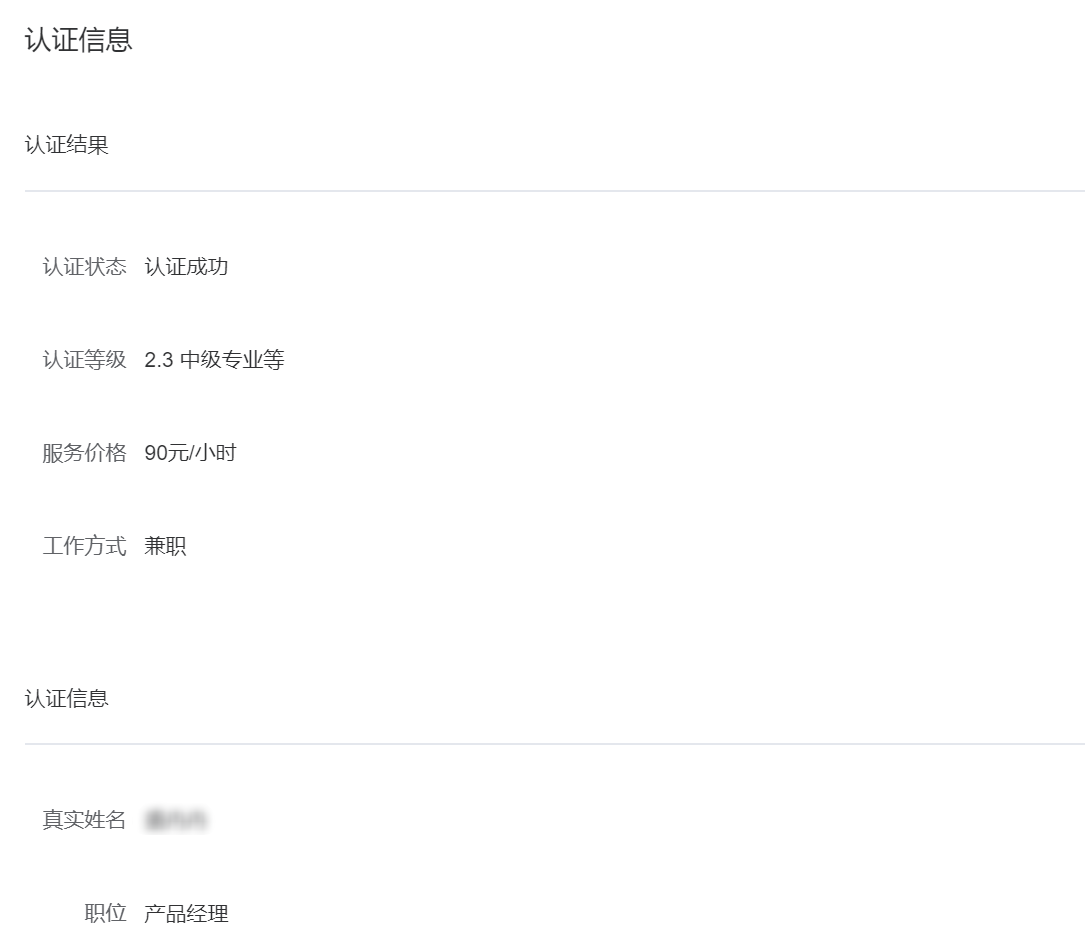 认证信息
认证结果
认证状态 认证成功
认证等级 2.3 中级专业等
服务价格 90元/小时
工作方式 兼职
认证信息
真实姓名
职位 产品经理